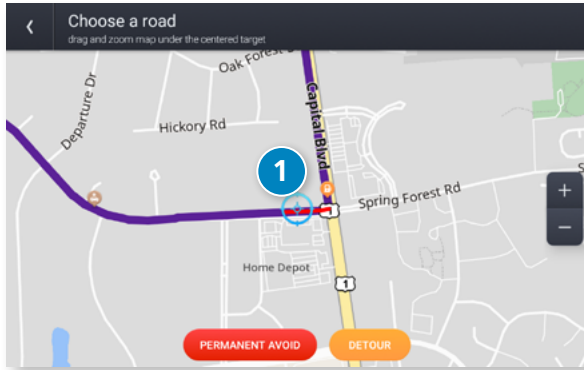 Choose a road
drag and zoom map under the centered target
Oak Forest
Departure Dr
Hickory Rd
Capital Blvd
1
Spring Forest Rd
S
+
1
−
Home Depot
1
PERMANENT AVOID
DETOUR